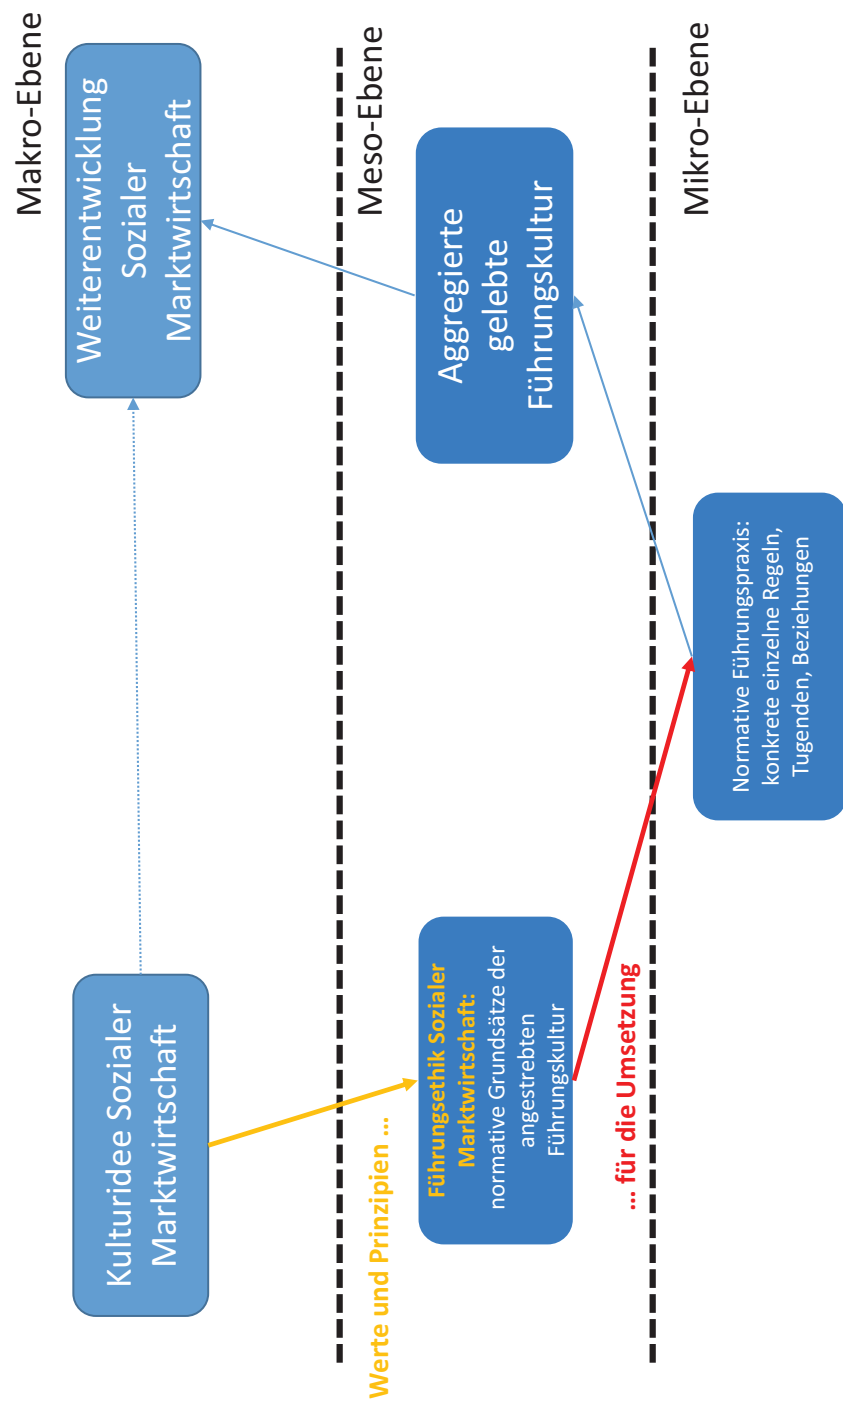 Makro-Ebene
Kulturidee Sozialer
Marktwirtschaft
Weiterentwicklung
Sozialer
Marktwirtschaft
Werte und Prinzipien ...
Meso-Ebene
Führungsethik Sozialer
Marktwirtschaft:
normative Grundsätze der
angestrebten
Führungskultur
Aggregierte
gelebte
Führungskultur
... für die Umsetzung
Mikro-Ebene
Normative Führungspraxis:
konkrete einzelne Regeln,
Tugenden, Beziehungen